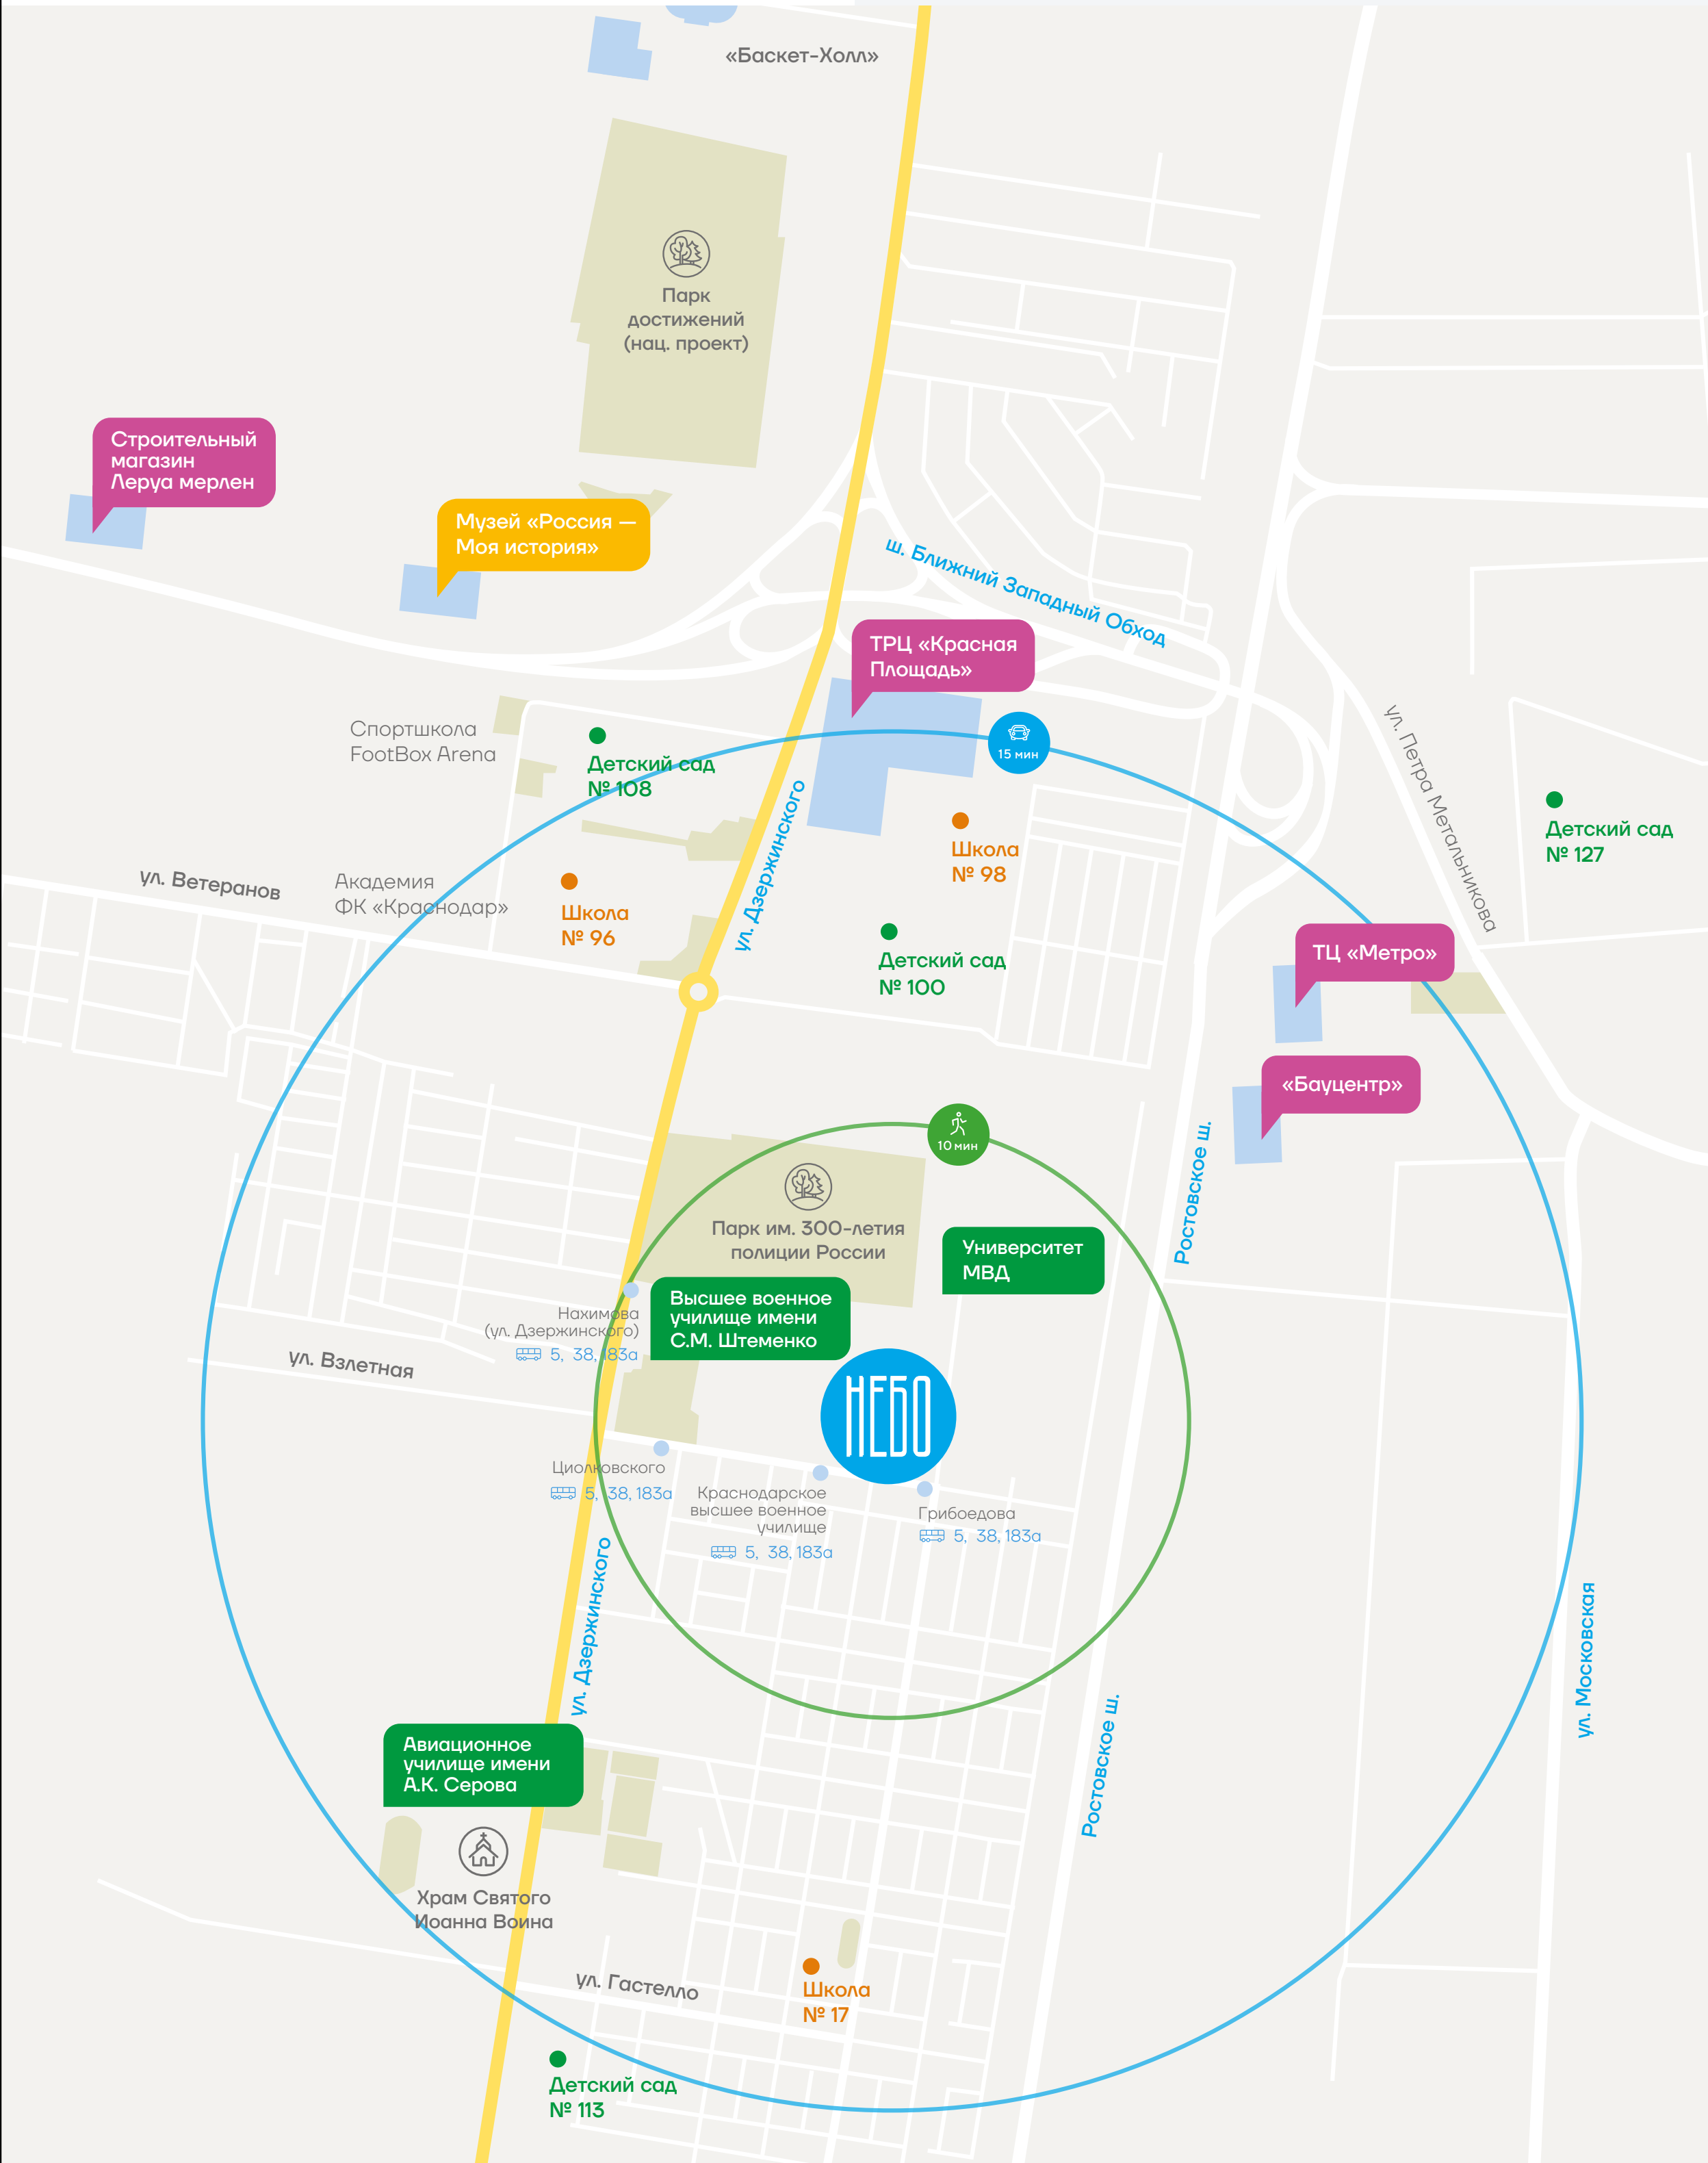 «Баскет-Холл»
Парк
достижений
(нац. проект)
Строительный
магазин
Леруа мерлен
Музей «Россия —
Моя история»
ш. Ближний Западный Обход
ТРЦ «Красная
Площадь»
15 мин
Спортшкола
FootBox Arena
Детский сад
№ 108
ул. Дзержинского
ул. Петра Метальникова
Детский сад
№ 127
Школа
№ 98
ул. Ветеранов
Академия
ФК «Краснодар»
Школа
№ 96
Детский сад
№ 100
ТЦ «Метро»
«Бауцентр»
10 мин
Ростовское ш.
Парк им. 300-летия
полиции России
Университет
МВД
Высшее военное
училище имени
С.М. Штеменко
Нахимова
(ул. Дзержинского)
5, 38, 183а
ул. Взлетная
НЕБО
Циолковского
5, 38, 183а
Краснодарское
высшее военное
училище
5, 38, 183а
Грибоедова
5, 38, 183а
ул. Дзержинского
ул. Московская
Ростовское ш.
Авиационное
училище имени
А.К. Серова
Храм Святого
Иоанна Воина
ул. Гастелло
Школа
№ 17
Детский сад
№ 113